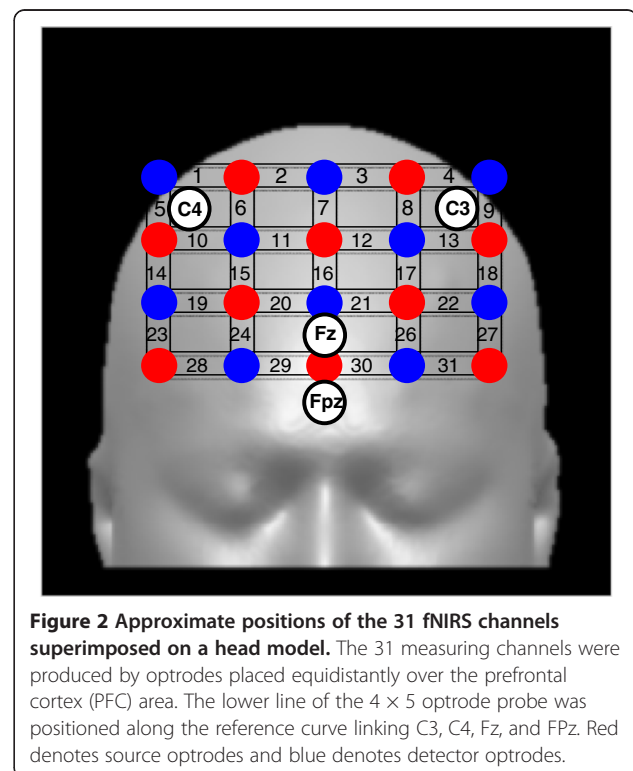 1 2 3 4
5 C4 6 7 8 C3 9
10 11 12 13
14 15 16 17 18
19 20 21 22
23 24 Fz 26 27
28 29 30 31
Fpz
Figure 2 Approximate positions of the 31 fNIRS channels
superimposed on a head model. The 31 measuring channels were
produced by optrodes placed equidistantly over the prefrontal
cortex (PFC) area. The lower line of the 4 × 5 optrode probe was
positioned along the reference curve linking C3, C4, Fz, and FPz. Red
denotes source optrodes and blue denotes detector optrodes.